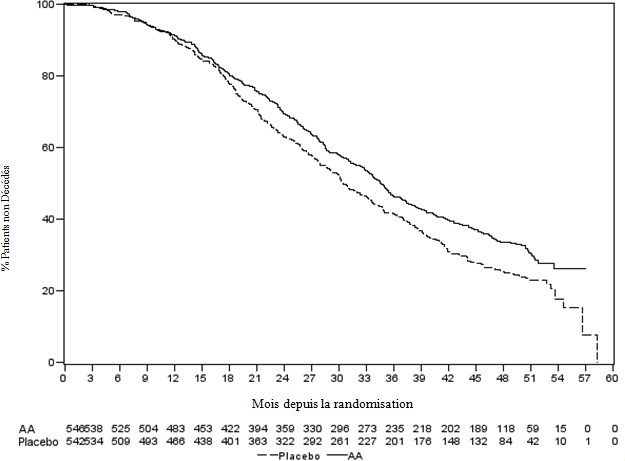 100
80
60
40
20
0
% Patients non Décédés
0 3 6 9 12 15 18 21 24 27 30 33 36 39 42 45 48 51 54 57 60
Mois depuis la randomisation
AA 546538 525 504 483 453 422 394 359 330 296 273 235 218 202 189 118 59 15 0 0
Placebo 542534 509 493 466 438 401 363 322 292 261 227 201 176 148 132 84 42 10 1 0
Placebo AA